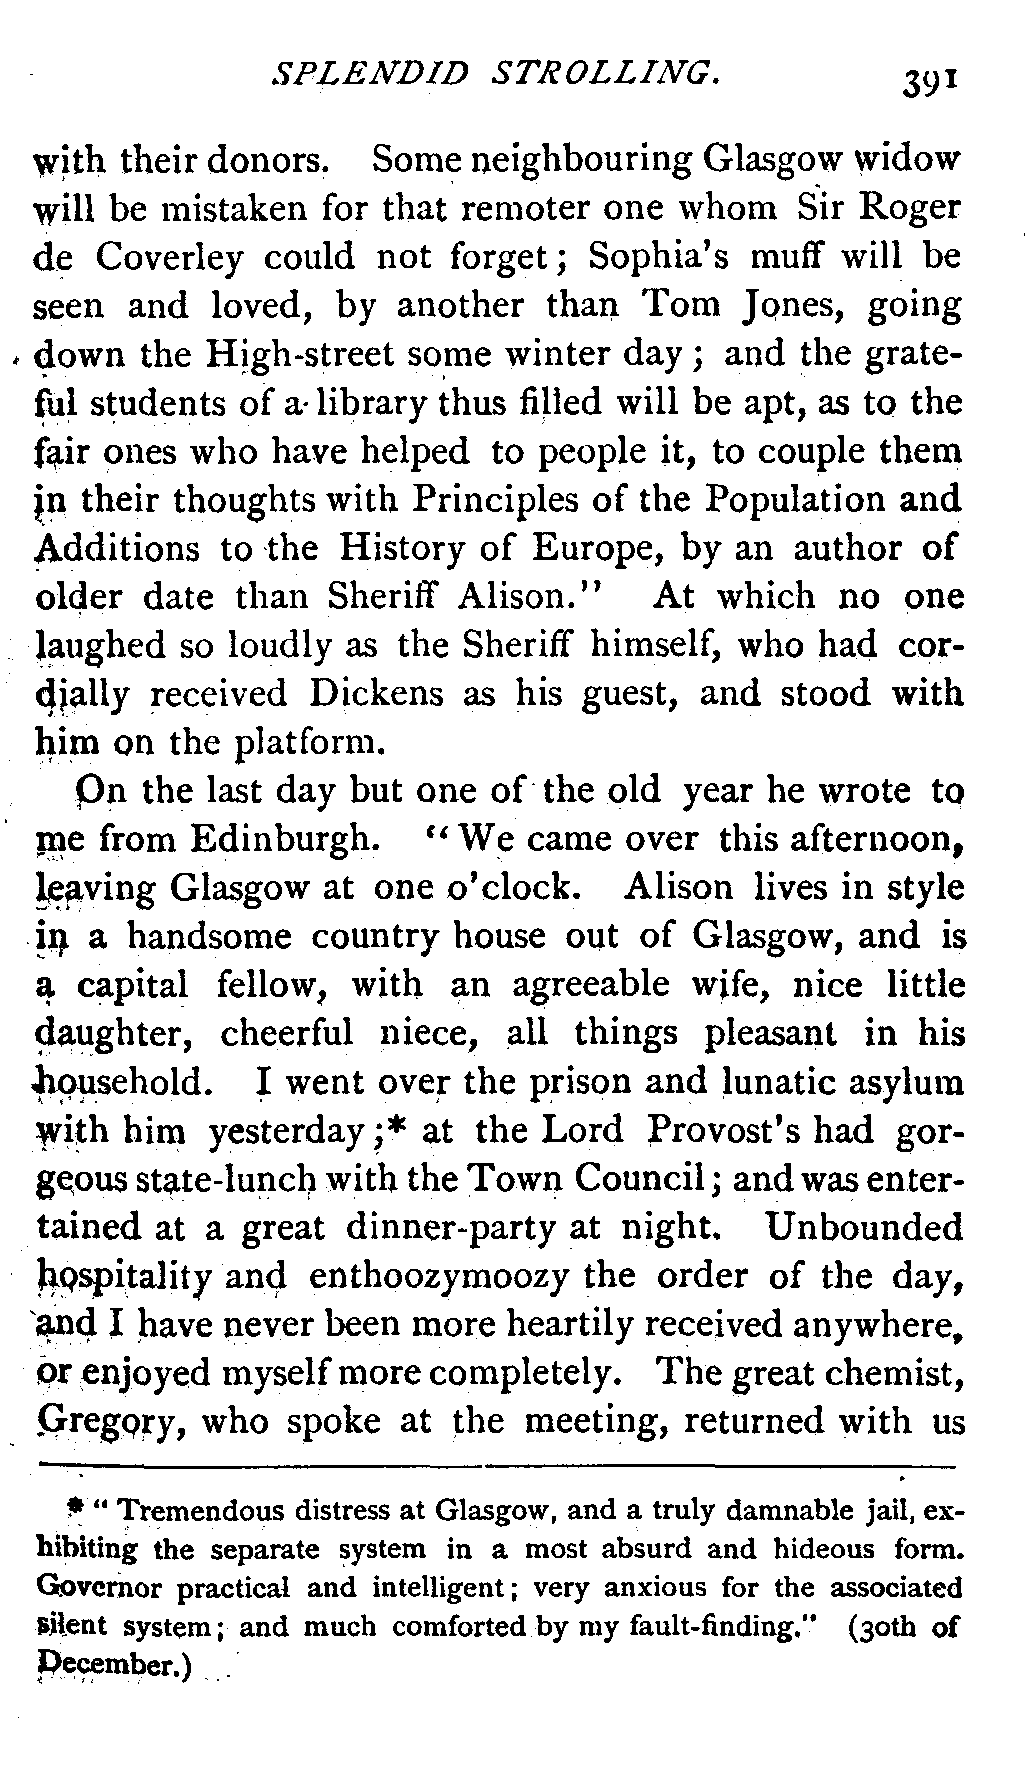 SPLENDID STROLLING. 391
with their donors. Some neighbouring Glasgow widow
will be mistaken for that remoter one whom Sir Roger
de Coverley could not forget; Sophia's muff will be
seen and loved, by another than Tom Jones, going
down the High-street some winter day; and the grate-
ful students of a library thus filled will be apt, as to the
fair ones who have helped to people it, to couple them
in their thoughts with Principles of the Population and
Additions to the History of Europe, by an author of
older date than Sheriff Alison." At which no one
laughed so loudly as the Sheriff himself, who had cor-
dially received Dickens as his guest, and stood with
him on the platform.
On the last day but one of the old year he wrote to
me from Edinburgh. "We came over this afternoon,
leaving Glasgow at one o'clock. Alison lives in style
in a handsome country house out of Glasgow, and is
a capital fellow, with an agreeable wife, nice little
daughter, cheerful niece, all things pleasant in his
household. I went over the prison and lunatic asylum
with him yesterday;* at the Lord Provost's had gor-
geous state-lunch with the Town Council; and was enter-
tained at a great dinner-party at night. Unbounded
hospitality and enthoozymoozy the order of the day,
and I have never been more heartily received anywhere,
or enjoyed myself more completely. The great chemist,
Gregory, who spoke at the meeting, returned with us
* "Tremendous distress at Glasgow, and a truly damnable jail, ex-
hibiting the separate system in a most absurd and hideous form.
Governor practical and intelligent; very anxious for the associated
silent system; and much comforted by my fault-finding." (30th of
December.)